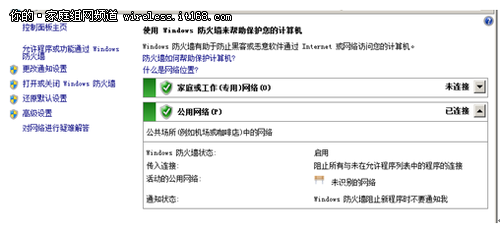 你的·家庭组网频道 wireless.it168.com
控制面板主页
允许程序或功能通过 Windows 防火墙
更改通知设置
打开或关闭 Windows 防火墙
还原默认设置
高级设置
对网络进行疑难解答
使用 Windows 防火墙来帮助保护您的计算机
Windows 防火墙有助于防止黑客或恶意软件通过 Internet 或网络访问您的计算机。
防火墙如何帮助保护计算机?
什么是网络位置?
家庭或工作(专用)网络(O) 未连接
公用网络(P) 已连接
公共场所(例如机场或咖啡店)中的网络
Windows 防火墙状态: 启用
传入连接: 阻止所有与未在允许程序列表中的程序的连接
活动的公用网络: 未识别的网络
通知状态: Windows 防火墙阻止新程序时不要通知我